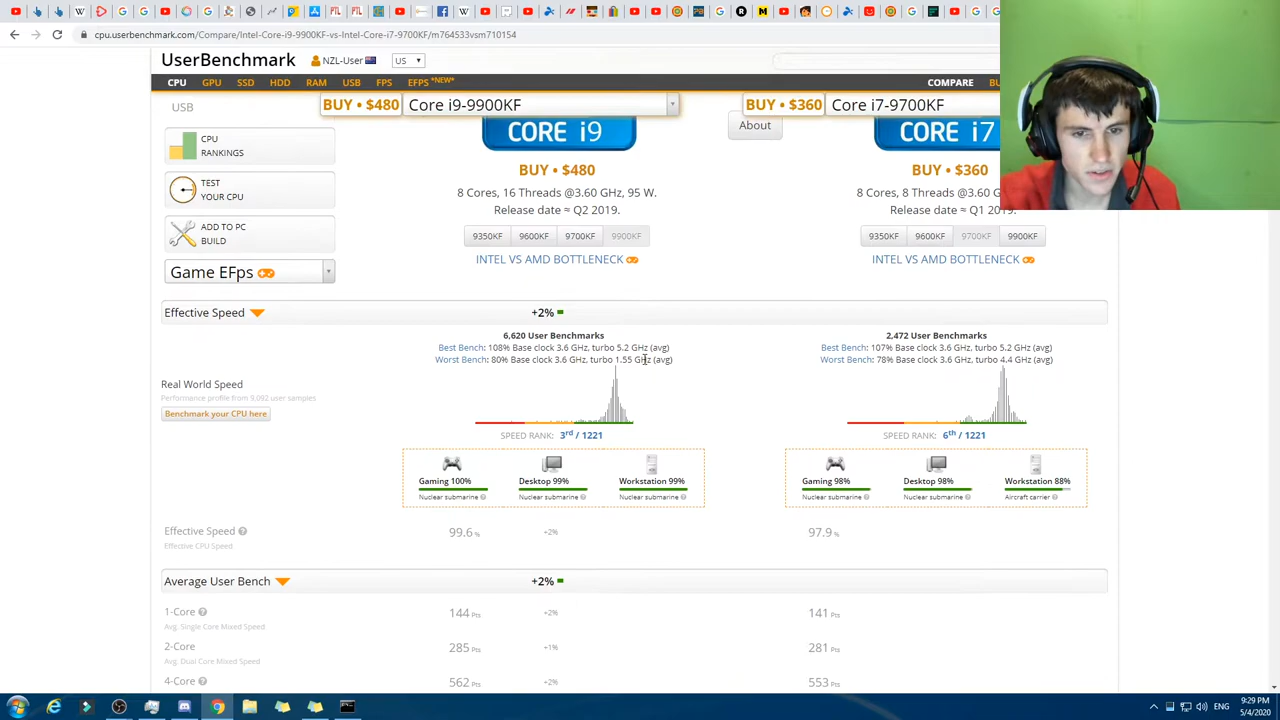 cpu.userbenchmark.com/Compare/Intel-Core-i9-9900KF-vs-Intel-Core-i7-9700KF/m764533vsm710154
UserBenchmark
NZL-User
US
CPU GPU SSD HDD RAM USB FPS EFPS *NEW*
COMPARE BU
USB
BUY • $480 Core i9-9900KF
BUY • $360 Core i7-9700KF
CORE i9
About
CORE i7
CPU
RANKINGS
TEST
YOUR CPU
ADD TO PC
BUILD
Game EFps
BUY • $480
8 Cores, 16 Threads @3.60 GHz, 95 W.
Release date ≈ Q2 2019.
9350KF 9600KF 9700KF 9900KF
INTEL VS AMD BOTTLENECK
BUY • $360
8 Cores, 8 Threads @3.60 G
Release date ≈ Q1 2019.
9350KF 9600KF 9700KF 9900KF
INTEL VS AMD BOTTLENECK
Effective Speed +2%
Real World Speed
Performance profile from 9,092 user samples
Benchmark your CPU here
6,620 User Benchmarks
Best Bench: 108% Base clock 3.6 GHz, turbo 5.2 GHz (avg)
Worst Bench: 80% Base clock 3.6 GHz, turbo 1.55 GHz (avg)
SPEED RANK: 3rd / 1221
Gaming 100% Desktop 99% Workstation 99%
Nuclear submarine Nuclear submarine Nuclear submarine
2,472 User Benchmarks
Best Bench: 107% Base clock 3.6 GHz, turbo 5.2 GHz (avg)
Worst Bench: 78% Base clock 3.6 GHz, turbo 4.4 GHz (avg)
SPEED RANK: 6th / 1221
Gaming 98% Desktop 98% Workstation 88%
Nuclear submarine Nuclear submarine Aircraft carrier
Effective Speed 99.6 % +2% 97.9 %
Effective CPU Speed
Average User Bench +2%
1-Core 144 Pts +2% 141 Pts
Avg. Single Core Mixed Speed
2-Core 285 Pts +1% 281 Pts
Avg. Dual Core Mixed Speed
4-Core 562 Pts +2% 553 Pts
ENG
9:29 PM
5/4/2020